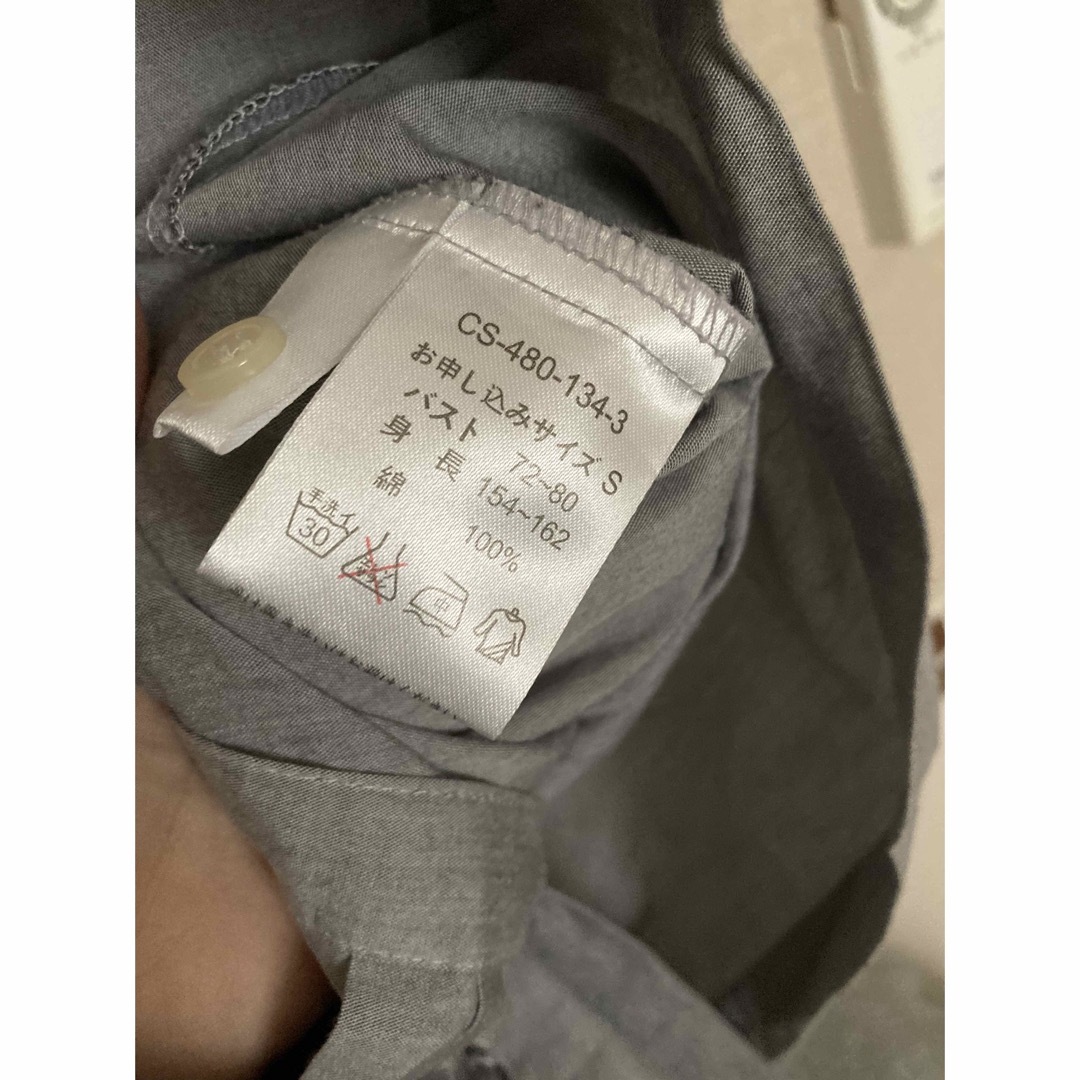 CS-480-134-3
お申し込みサイズ S
バスト 72~80
身長 154~162
綿 100%
手洗イ
30
中